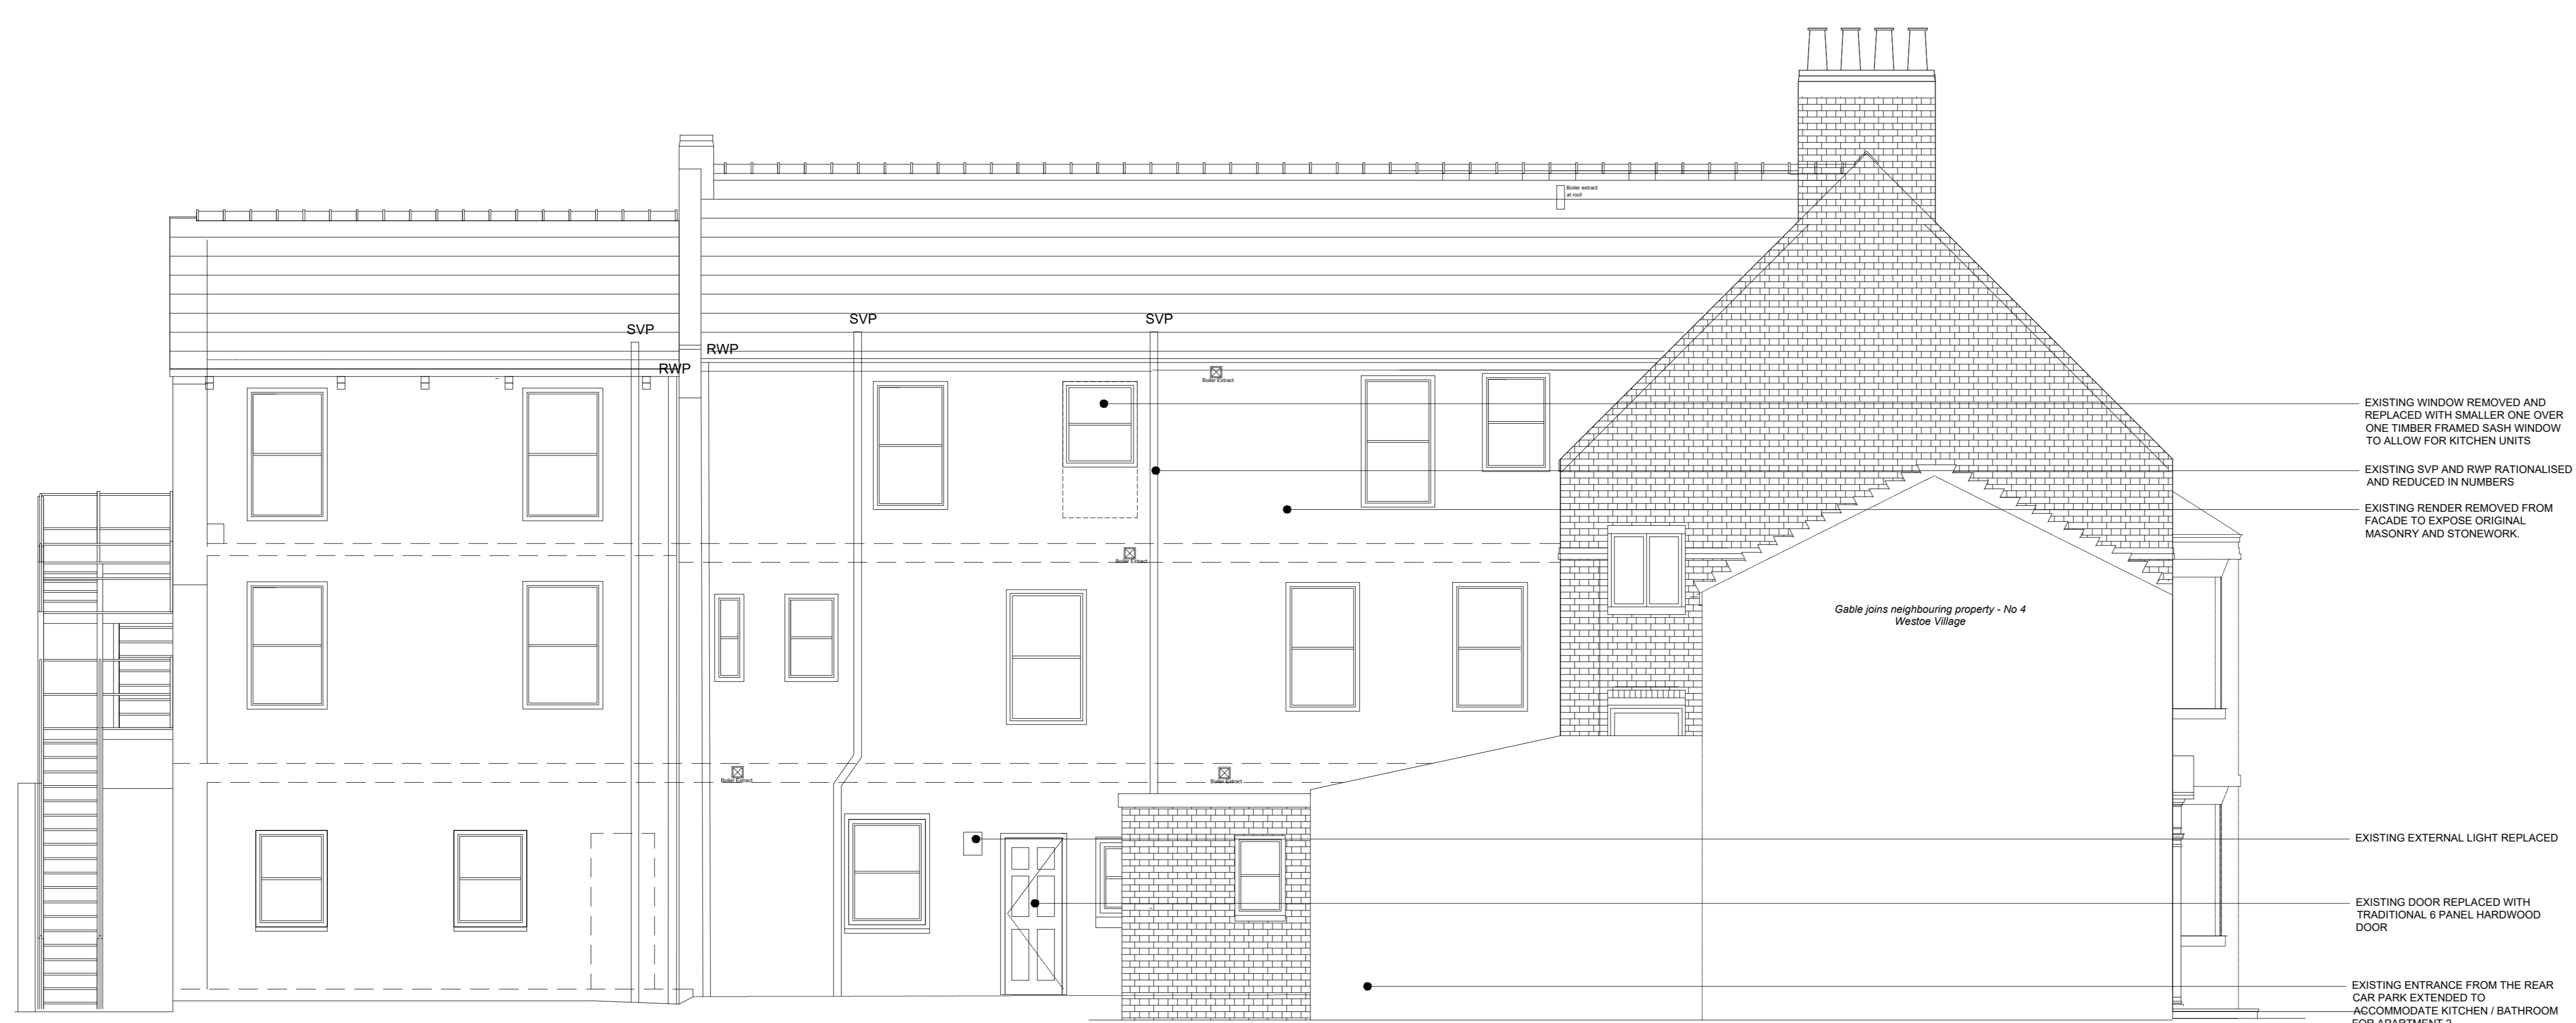 Boiler extract
at roof
SVP
SVP
SVP
RWP
RWP
Boiler Extract
EXISTING WINDOW REMOVED AND
REPLACED WITH SMALLER ONE OVER
ONE TIMBER FRAMED SASH WINDOW
TO ALLOW FOR KITCHEN UNITS
EXISTING SVP AND RWP RATIONALISED
AND REDUCED IN NUMBERS
EXISTING RENDER REMOVED FROM
FACADE TO EXPOSE ORIGINAL
MASONRY AND STONEWORK.
Boiler Extract
Gable joins neighbouring property - No 4
Westoe Village
Boiler Extract
Boiler Extract
EXISTING EXTERNAL LIGHT REPLACED
EXISTING DOOR REPLACED WITH
TRADITIONAL 6 PANEL HARDWOOD
DOOR
EXISTING ENTRANCE FROM THE REAR
CAR PARK EXTENDED TO
ACCOMMODATE KITCHEN / BATHROOM
FOR APARTMENT 2